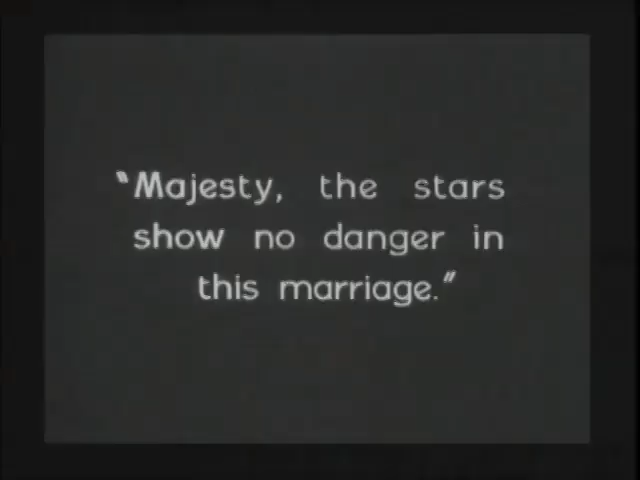 "Majesty, the stars
show no danger in
this marriage."